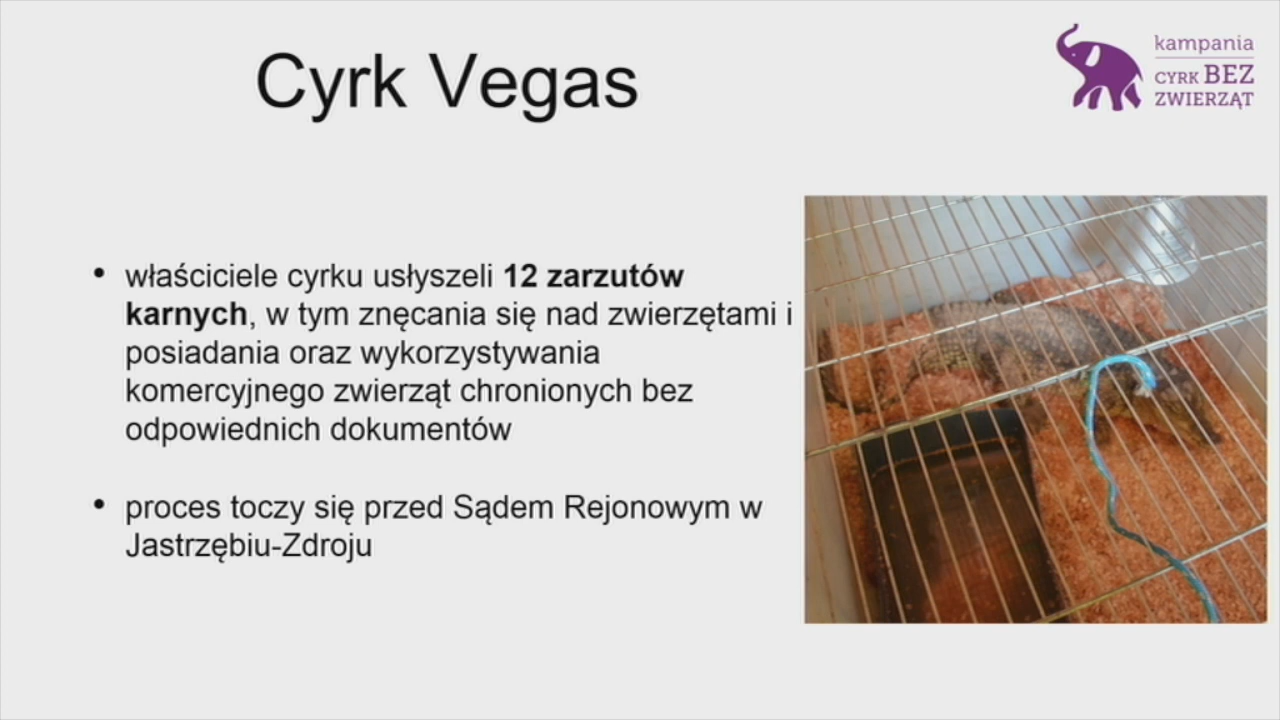 Cyrk Vegas
kampania
CYRK BEZ
ZWIERZĄT
• właściciele cyrku usłyszeli 12 zarzutów
karnych, w tym znęcania się nad zwierzętami i
posiadania oraz wykorzystywania
komercyjnego zwierząt chronionych bez
odpowiednich dokumentów
• proces toczy się przed Sądem Rejonowym w
Jastrzębiu-Zdroju